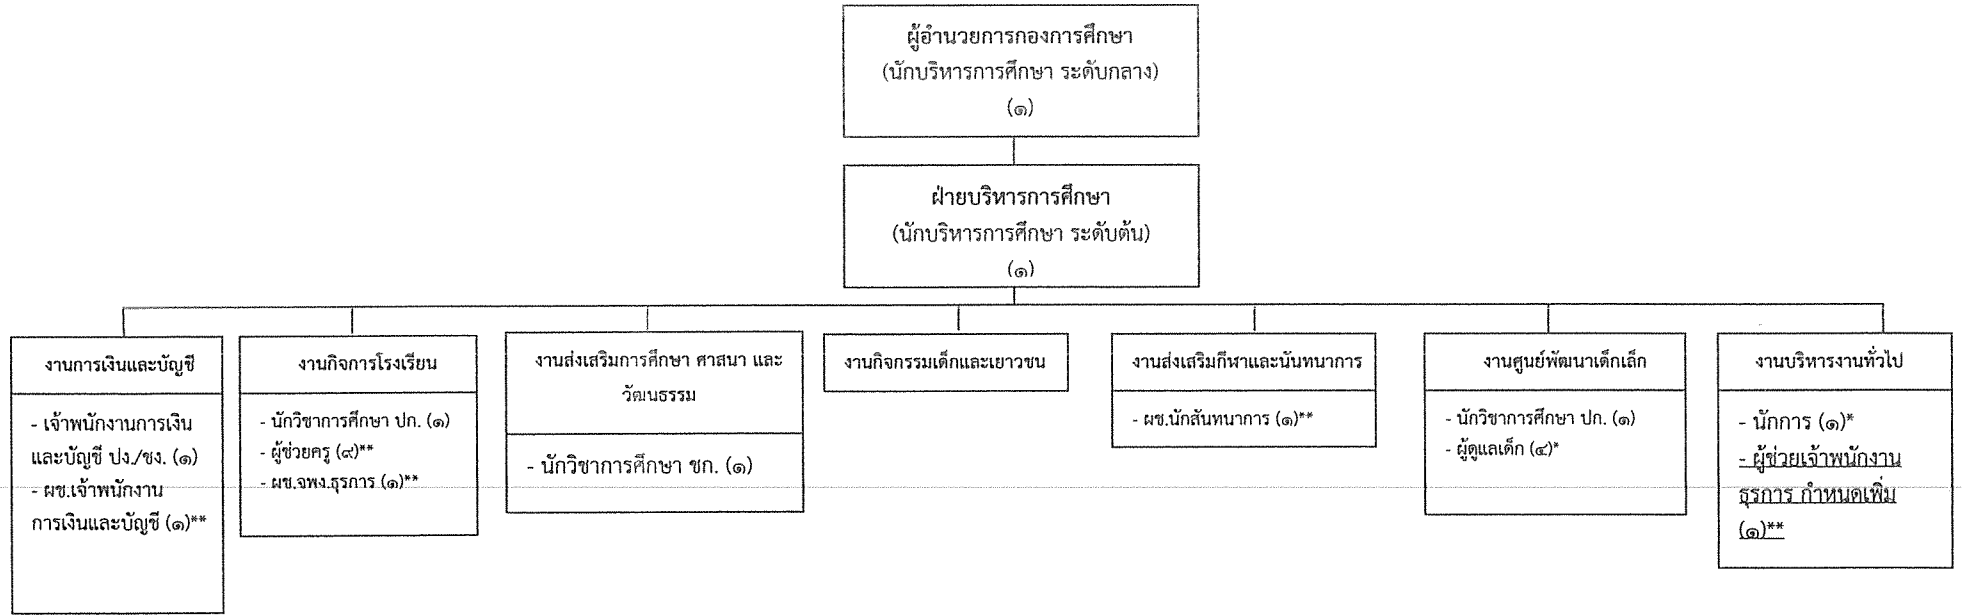 ผู้อำนวยการกองการศึกษา
(นักบริหารการศึกษา ระดับกลาง)
(๑)
ฝ่ายบริหารการศึกษา
(นักบริหารการศึกษา ระดับต้น)
(๑)
งานการเงินและบัญชี
- เจ้าพนักงานการเงิน
และบัญชี ปง./ชง. (๑)
- ผช.เจ้าพนักงาน
การเงินและบัญชี (๑)**
งานกิจการโรงเรียน
- นักวิชาการศึกษา ปก. (๑)
- ผู้ช่วยครู (๙)**
- ผช.จพง.ธุรการ (๑)**
งานส่งเสริมการศึกษา ศาสนา และ
วัฒนธรรม
- นักวิชาการศึกษา ชก. (๑)
งานกิจกรรมเด็กและเยาวชน
งานส่งเสริมกีฬาและนันทนาการ
- ผช.นักสันทนาการ (๑)**
งานศูนย์พัฒนาเด็กเล็ก
- นักวิชาการศึกษา ปก. (๑)
- ผู้ดูแลเด็ก (๔)*
งานบริหารงานทั่วไป
- นักการ (๑)*
- ผู้ช่วยเจ้าพนักงาน
ธุรการ กำหนดเพิ่ม
(๑)**